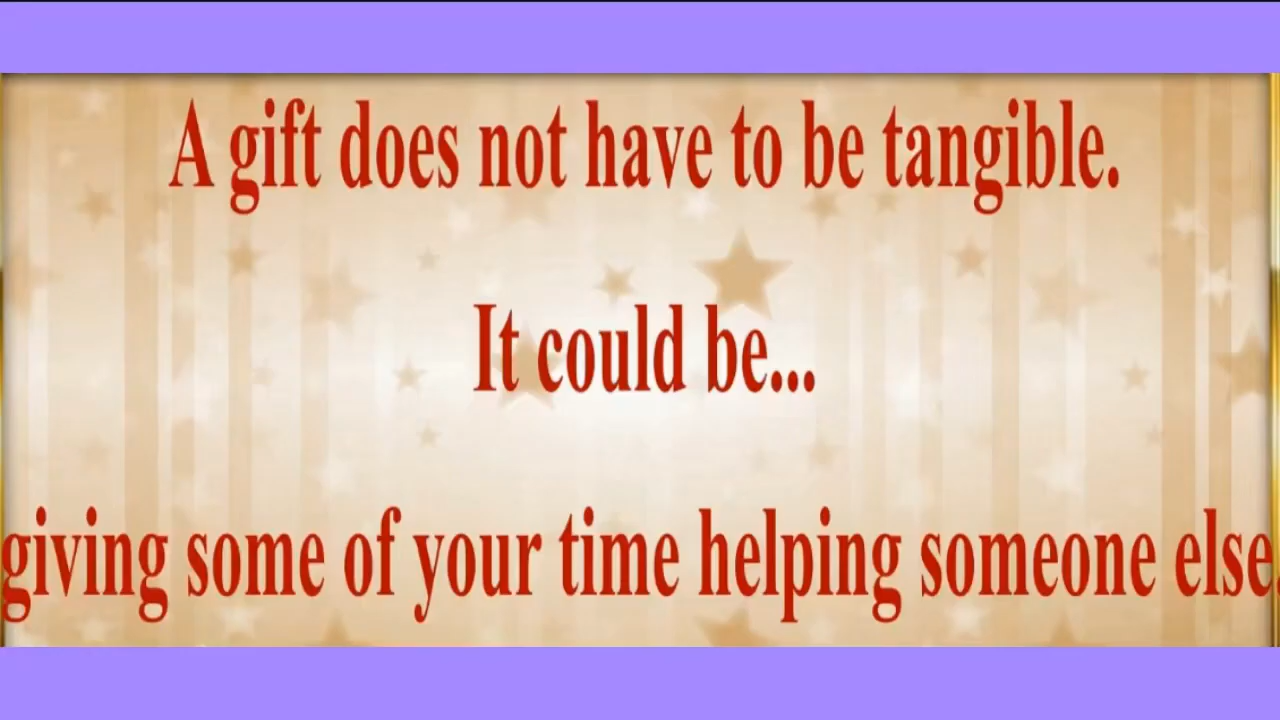 A gift does not have to be tangible.
It could be...
giving some of your time helping someone else.